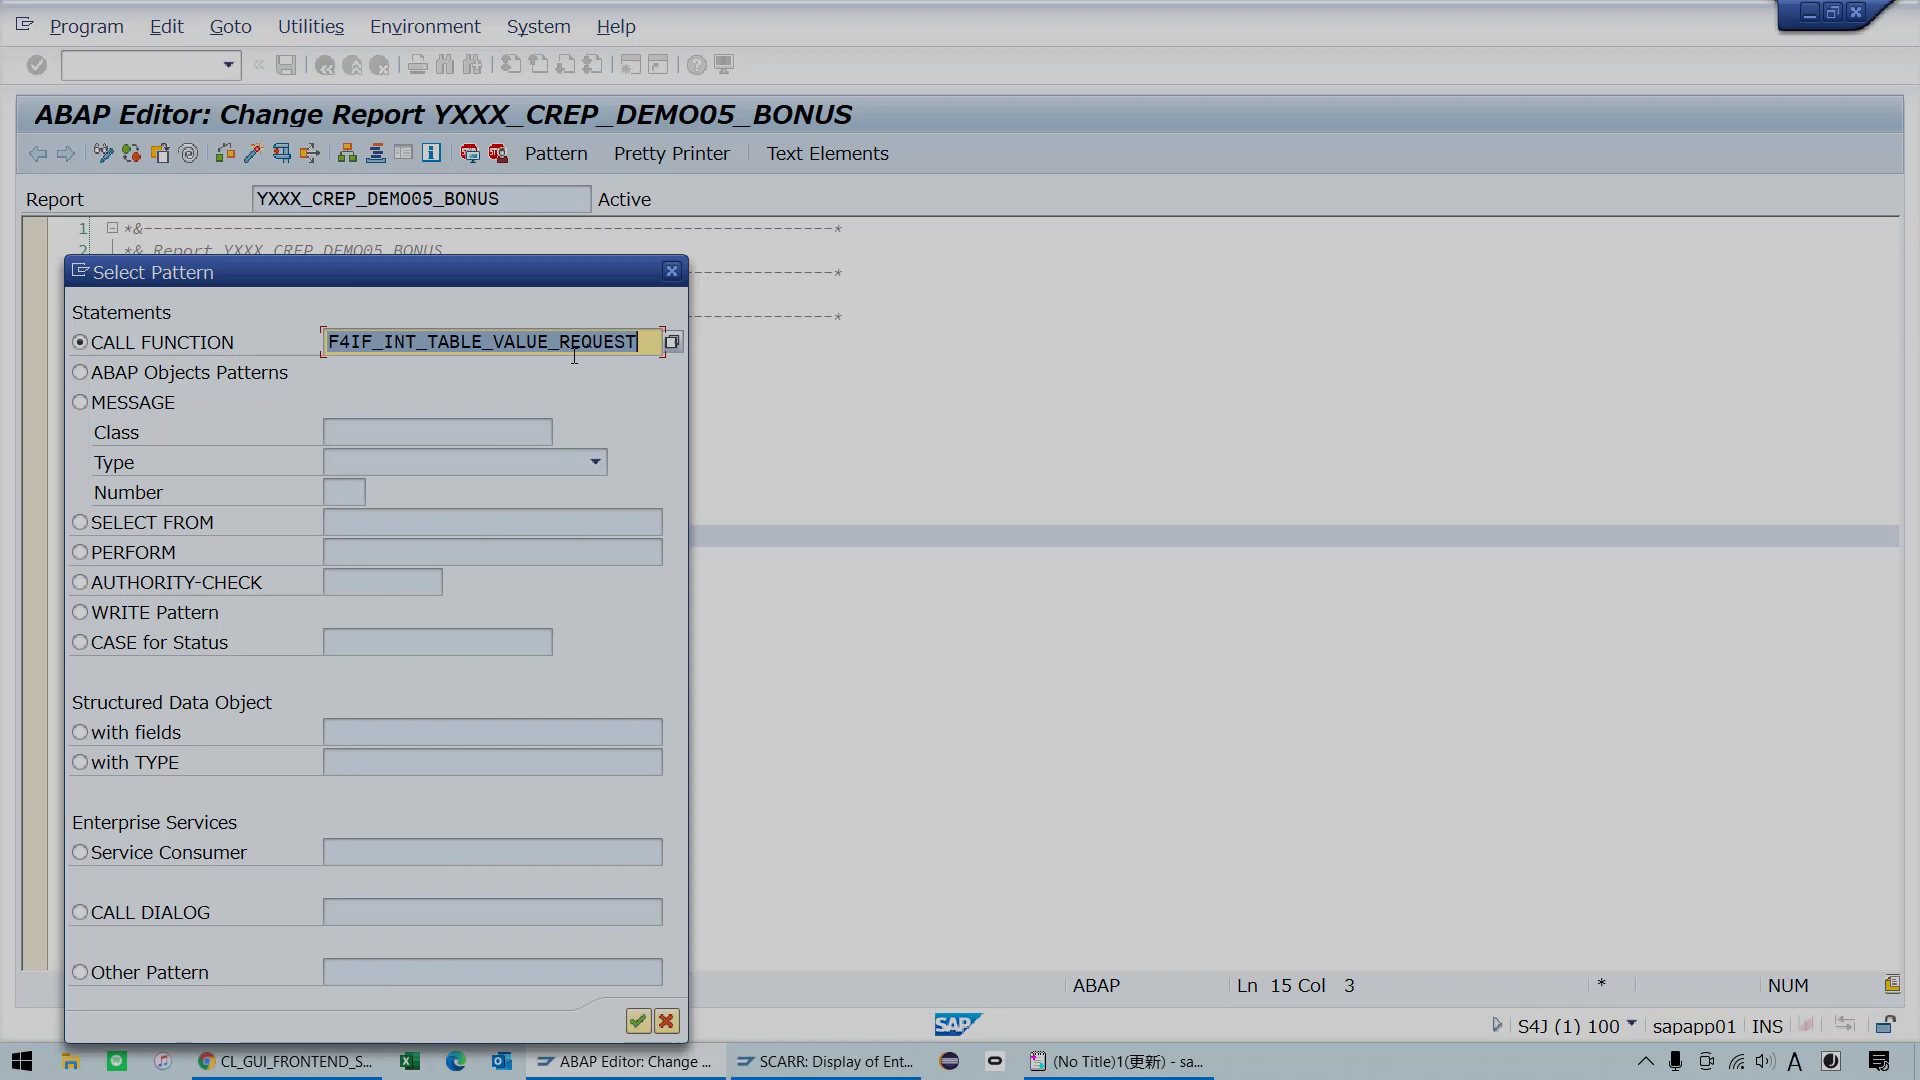 Program Edit Goto Utilities Environment System Help
ABAP Editor: Change Report YXXX_CREP_DEMO05_BONUS
Pattern Pretty Printer Text Elements
Report YXXX_CREP_DEMO05_BONUS Active
1 *&---------------------------------------------------------------------*
2 *& Report YXXX_CREP_DEMO05_BONUS
Select Pattern
Statements
CALL FUNCTION F4IF_INT_TABLE_VALUE_REQUEST
ABAP Objects Patterns
MESSAGE
Class
Type
Number
SELECT FROM
PERFORM
AUTHORITY-CHECK
WRITE Pattern
CASE for Status
Structured Data Object
with fields
with TYPE
Enterprise Services
Service Consumer
CALL DIALOG
Other Pattern
ABAP Ln 15 Col 3 * NUM
SAP S4J (1) 100 sapapp01 INS
CL_GUI_FRONTEND_S... ABAP Editor: Change ... SCARR: Display of Ent... (No Title)1(更新) - sa... A